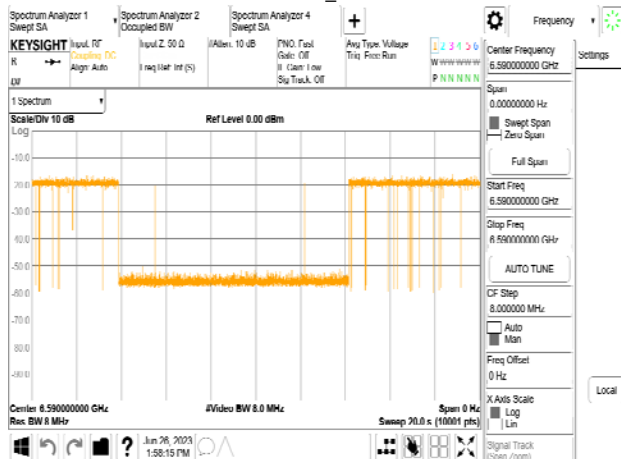 Spectrum Analyzer 1
Swept SA
Spectrum Analyzer 2
Occupied BW
Spectrum Analyzer 4
Swept SA
+
Frequency
KEYSIGHT
R
Input: RF
Coupling: DC
Align: Auto
Input Z: 50 Ω
Freq Ref: Int (S)
#Atten: 10 dB
PNO: Fast
Gate: Off
IF Gain: Low
Sig Track: Off
Avg Type: Voltage
Trig: Free Run
1 2 3 4 5 6
W W W W W W
P N N N N N
1 Spectrum
Scale/Div 10 dB
Ref Level 0.00 dBm
Log
-10.0
-20.0
-30.0
-40.0
-50.0
-60.0
-70.0
-80.0
-90.0
Center 6.590000000 GHz
#Video BW 8.0 MHz
Span 0 Hz
Res BW 8 MHz
Sweep 20.0 s (10001 pts)
?
Jun 26, 2023
1:58:15 PM
Center Frequency
6.590000000 GHz
Settings
Span
0.00000000 Hz
Swept Span
Zero Span
Full Span
Start Freq
6.590000000 GHz
Stop Freq
6.590000000 GHz
AUTO TUNE
CF Step
8.000000 MHz
Auto
Man
Freq Offset
0 Hz
X Axis Scale
Log
Lin
Local
Signal Track
(Span Zoom)